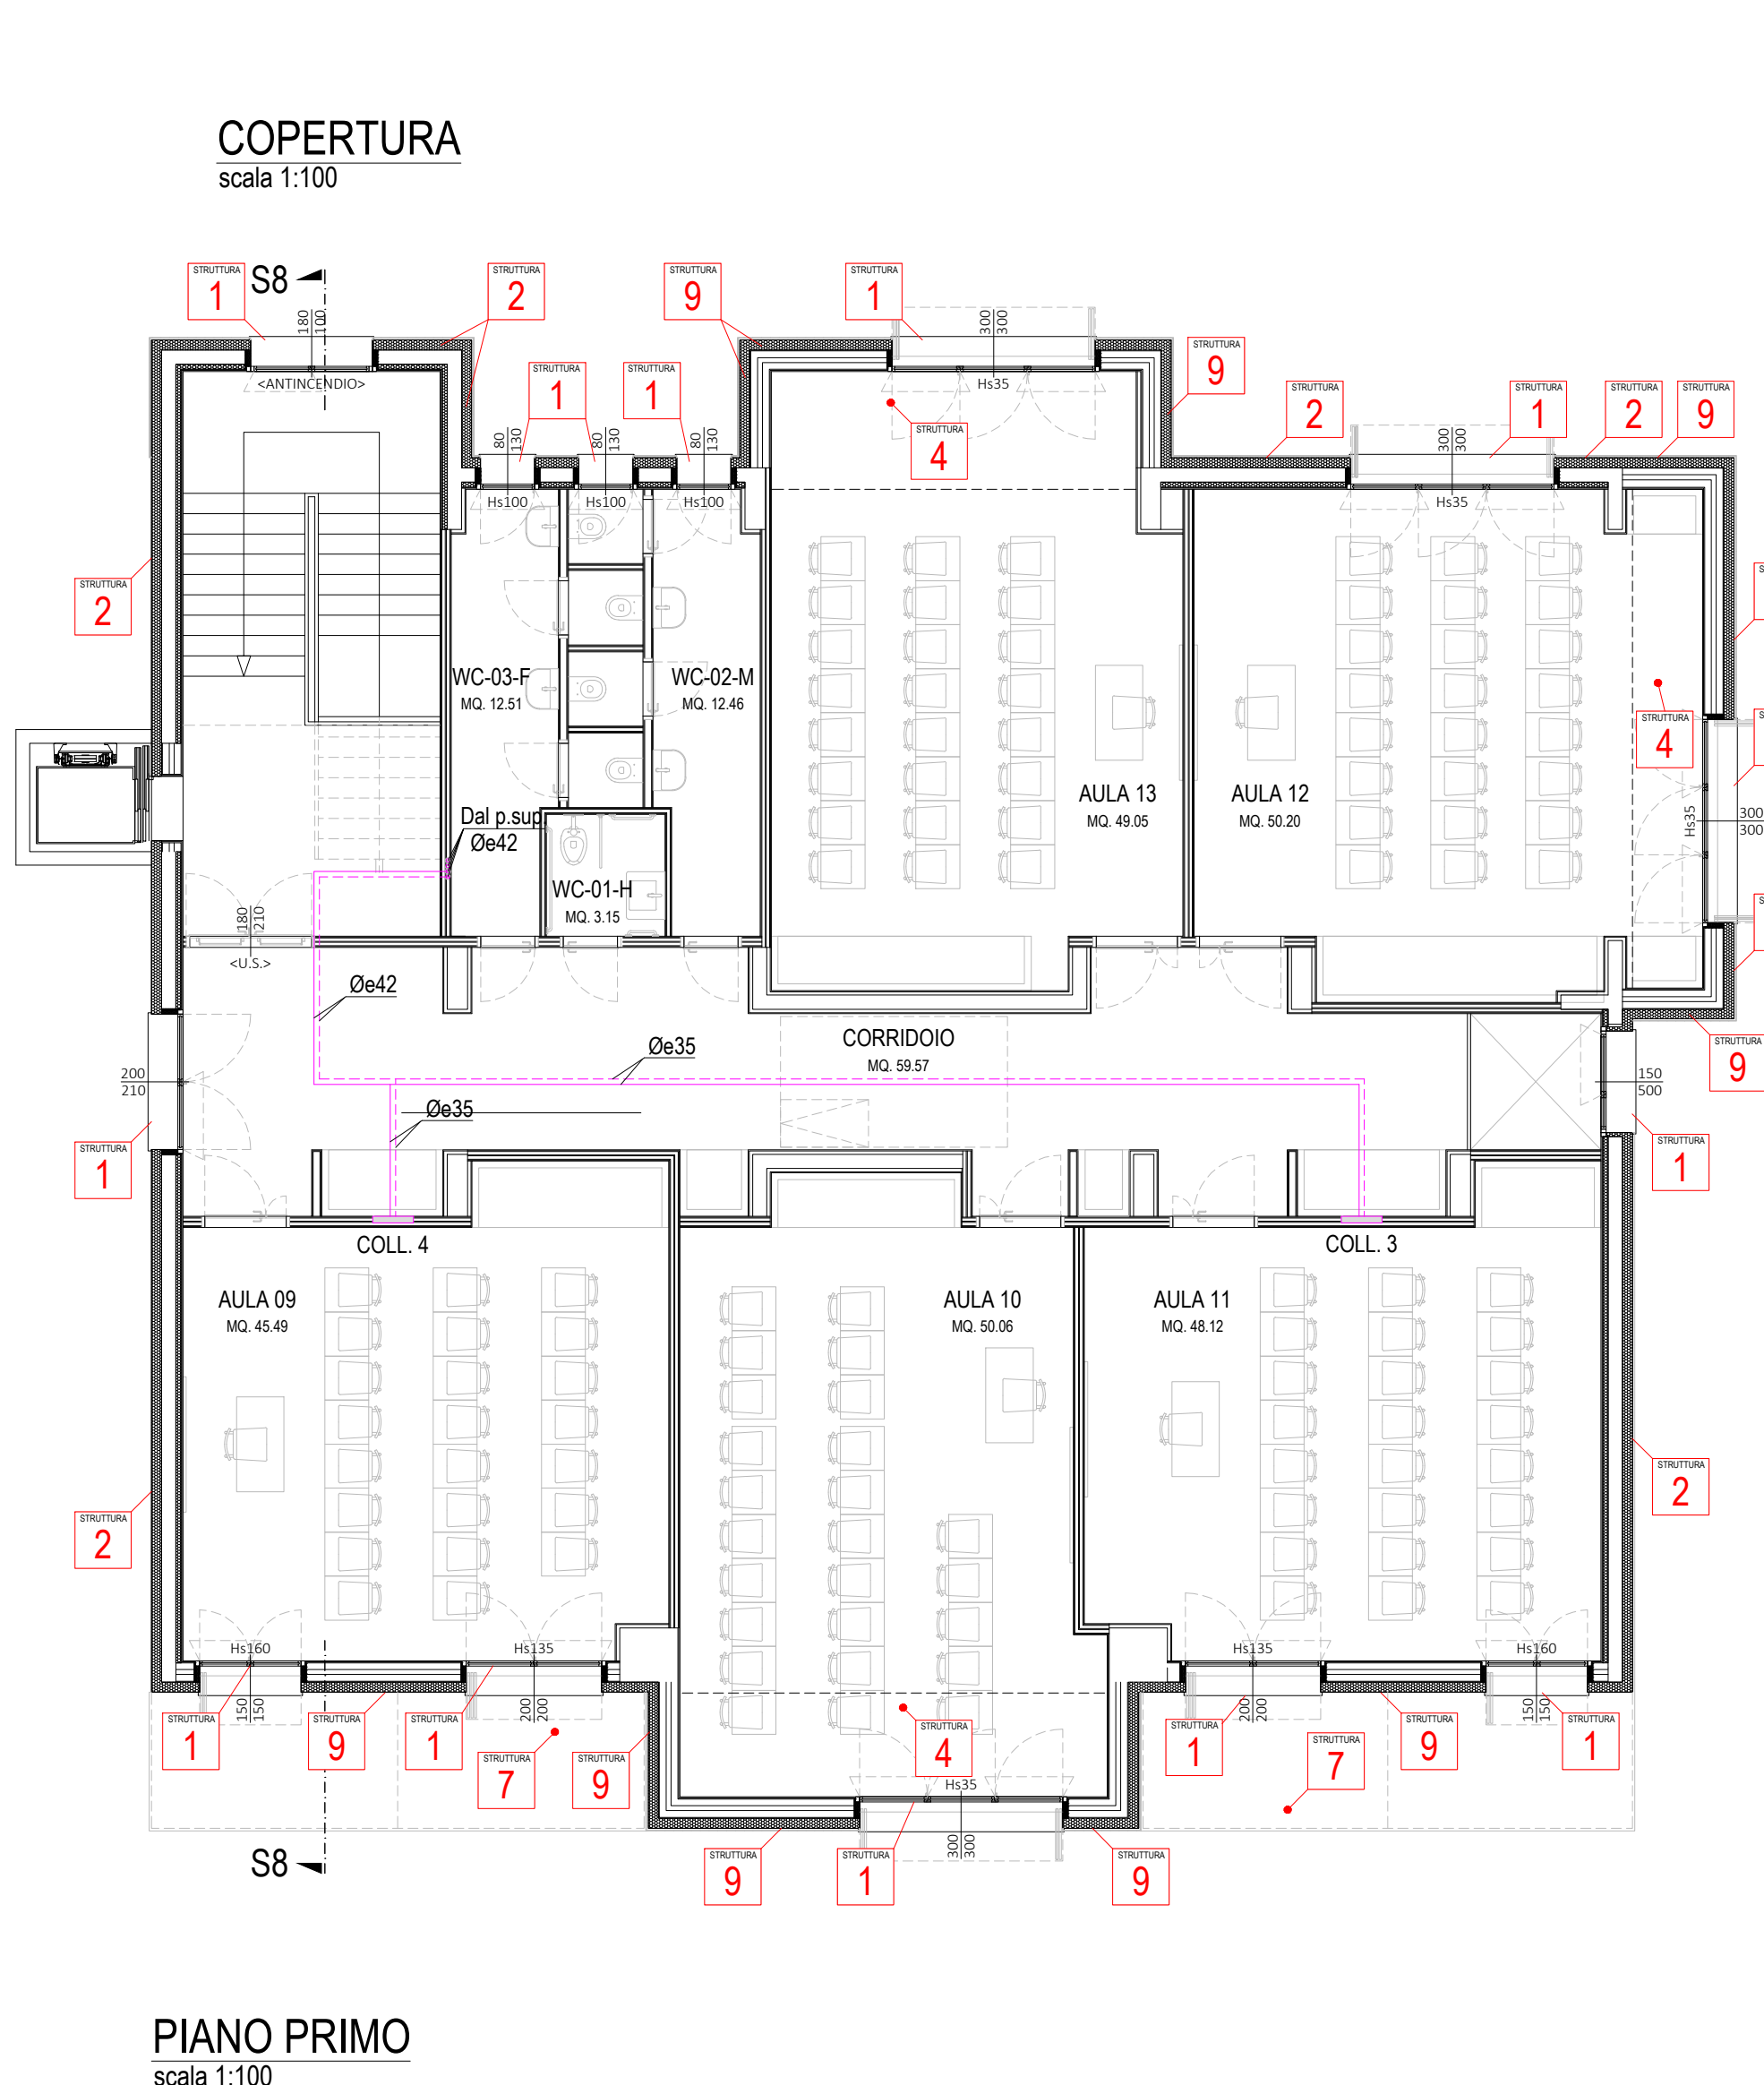 COPERTURA
scala 1:100
S8
STRUTTURA
1
STRUTTURA
2
STRUTTURA
9
STRUTTURA
1
180
100
<ANTINCENDIO>
300
300
Hs35
STRUTTURA
9
STRUTTURA
1
STRUTTURA
1
STRUTTURA
2
STRUTTURA
1
STRUTTURA
2
STRUTTURA
9
80
130
80
130
80
130
Hs100
Hs100
Hs100
STRUTTURA
4
300
300
Hs35
STRUTTURA
2
WC-03-F
MQ. 12.51
WC-02-M
MQ. 12.46
STRUTTURA
4
AULA 13
MQ. 49.05
AULA 12
MQ. 50.20
Hs35
300
300
Dal p.sup.
Øe42
WC-01-H
MQ. 3.15
180
210
<U.S.>
Øe42
Øe35
CORRIDOIO
MQ. 59.57
STRUTTURA
9
200
210
150
500
Øe35
STRUTTURA
1
STRUTTURA
1
COLL. 4
COLL. 3
AULA 09
MQ. 45.49
AULA 10
MQ. 50.06
AULA 11
MQ. 48.12
STRUTTURA
2
STRUTTURA
2
Hs160
Hs135
Hs135
Hs160
150
150
200
200
200
200
150
150
STRUTTURA
1
STRUTTURA
9
STRUTTURA
1
STRUTTURA
7
STRUTTURA
9
STRUTTURA
4
Hs35
STRUTTURA
1
STRUTTURA
7
STRUTTURA
9
STRUTTURA
1
300
300
S8
STRUTTURA
9
STRUTTURA
1
STRUTTURA
9
PIANO PRIMO
scala 1:100